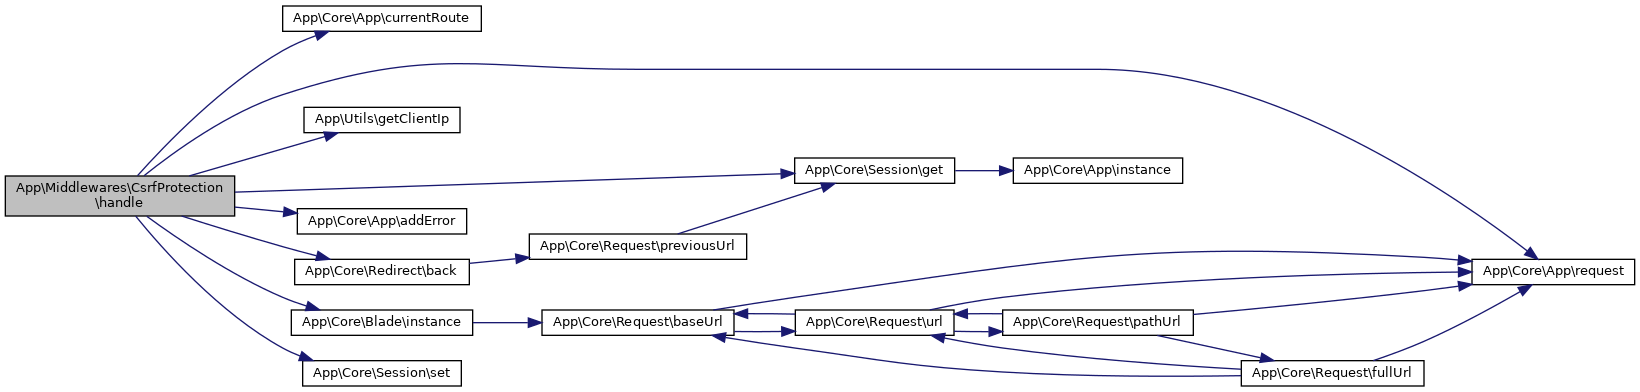 App\Core\App\currentRoute
App\Utils\getClientIp
App\Core\Session\get
App\Core\App\instance
App\Middlewares\CsrfProtection
\handle
App\Core\App\addError
App\Core\Request\previousUrl
App\Core\Redirect\back
App\Core\App\request
App\Core\Blade\instance
App\Core\Request\baseUrl
App\Core\Request\url
App\Core\Request\pathUrl
App\Core\Session\set
App\Core\Request\fullUrl